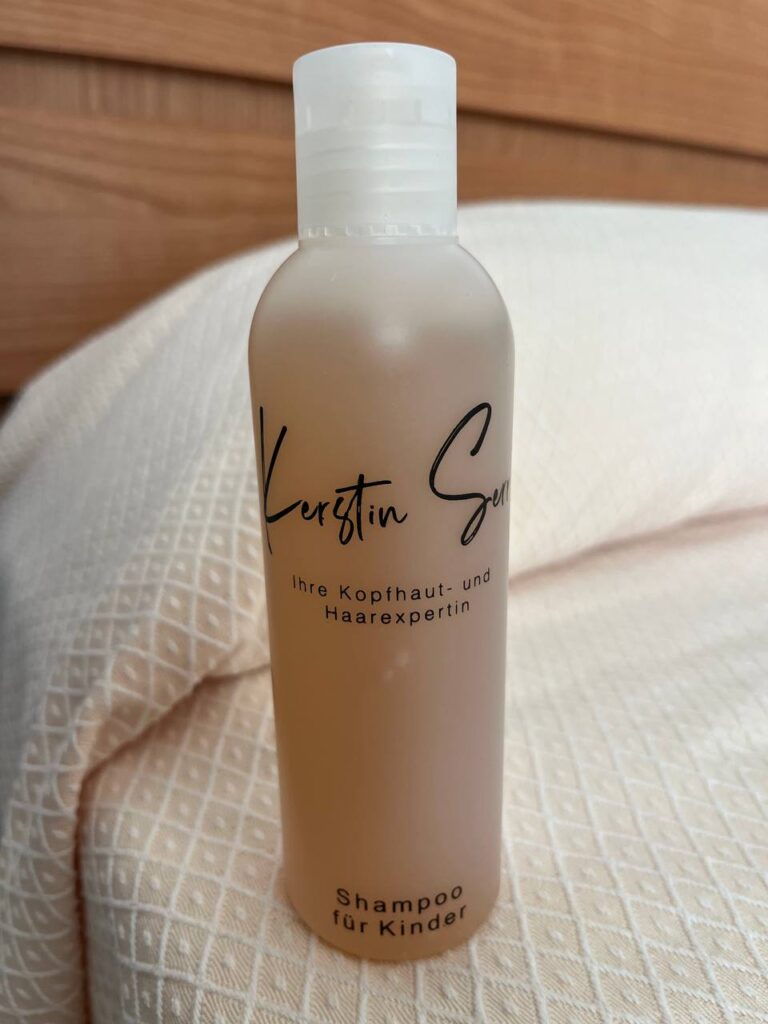 Kerstin
Ihre Kopfhaut- und
Haarexpertin
Shampoo
für Kinder